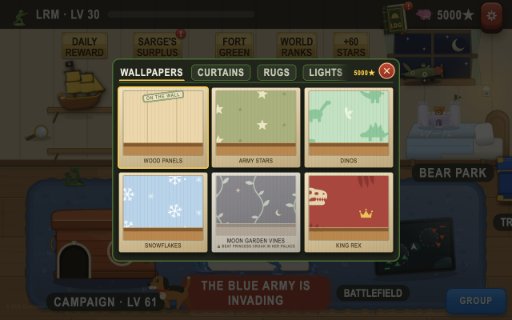 LRM · LV 30
LOG
5000★
DAILY
REWARD
SARGE'S
SURPLUS
FORT
GREEN
WORLD
RANKS
+60
STARS
WALLPAPERS
CURTAINS
RUGS
LIGHTS
5000★
ON THE WALL
WOOD PANELS
ARMY STARS
DINOS
SNOWFLAKES
MOON GARDEN VINES
KING REX
BEAR PARK
CAMPAIGN · LV 61
THE BLUE ARMY IS
INVADING
BATTLEFIELD
GROUP